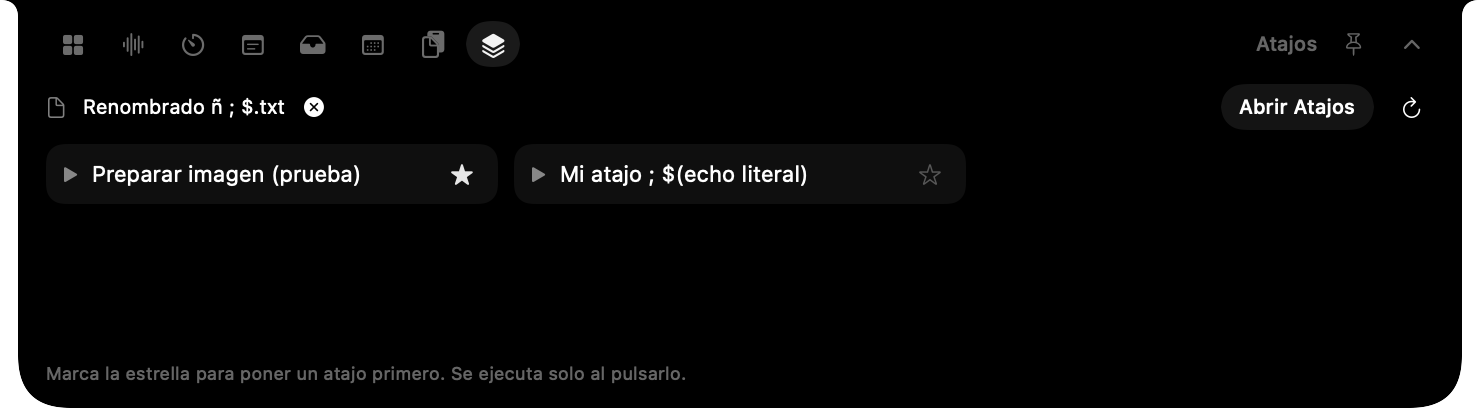 Atajos
Renombrado ñ ; $.txt
Abrir Atajos
Preparar imagen (prueba)
Mi atajo ; $(echo literal)
Marca la estrella para poner un atajo primero. Se ejecuta solo al pulsarlo.